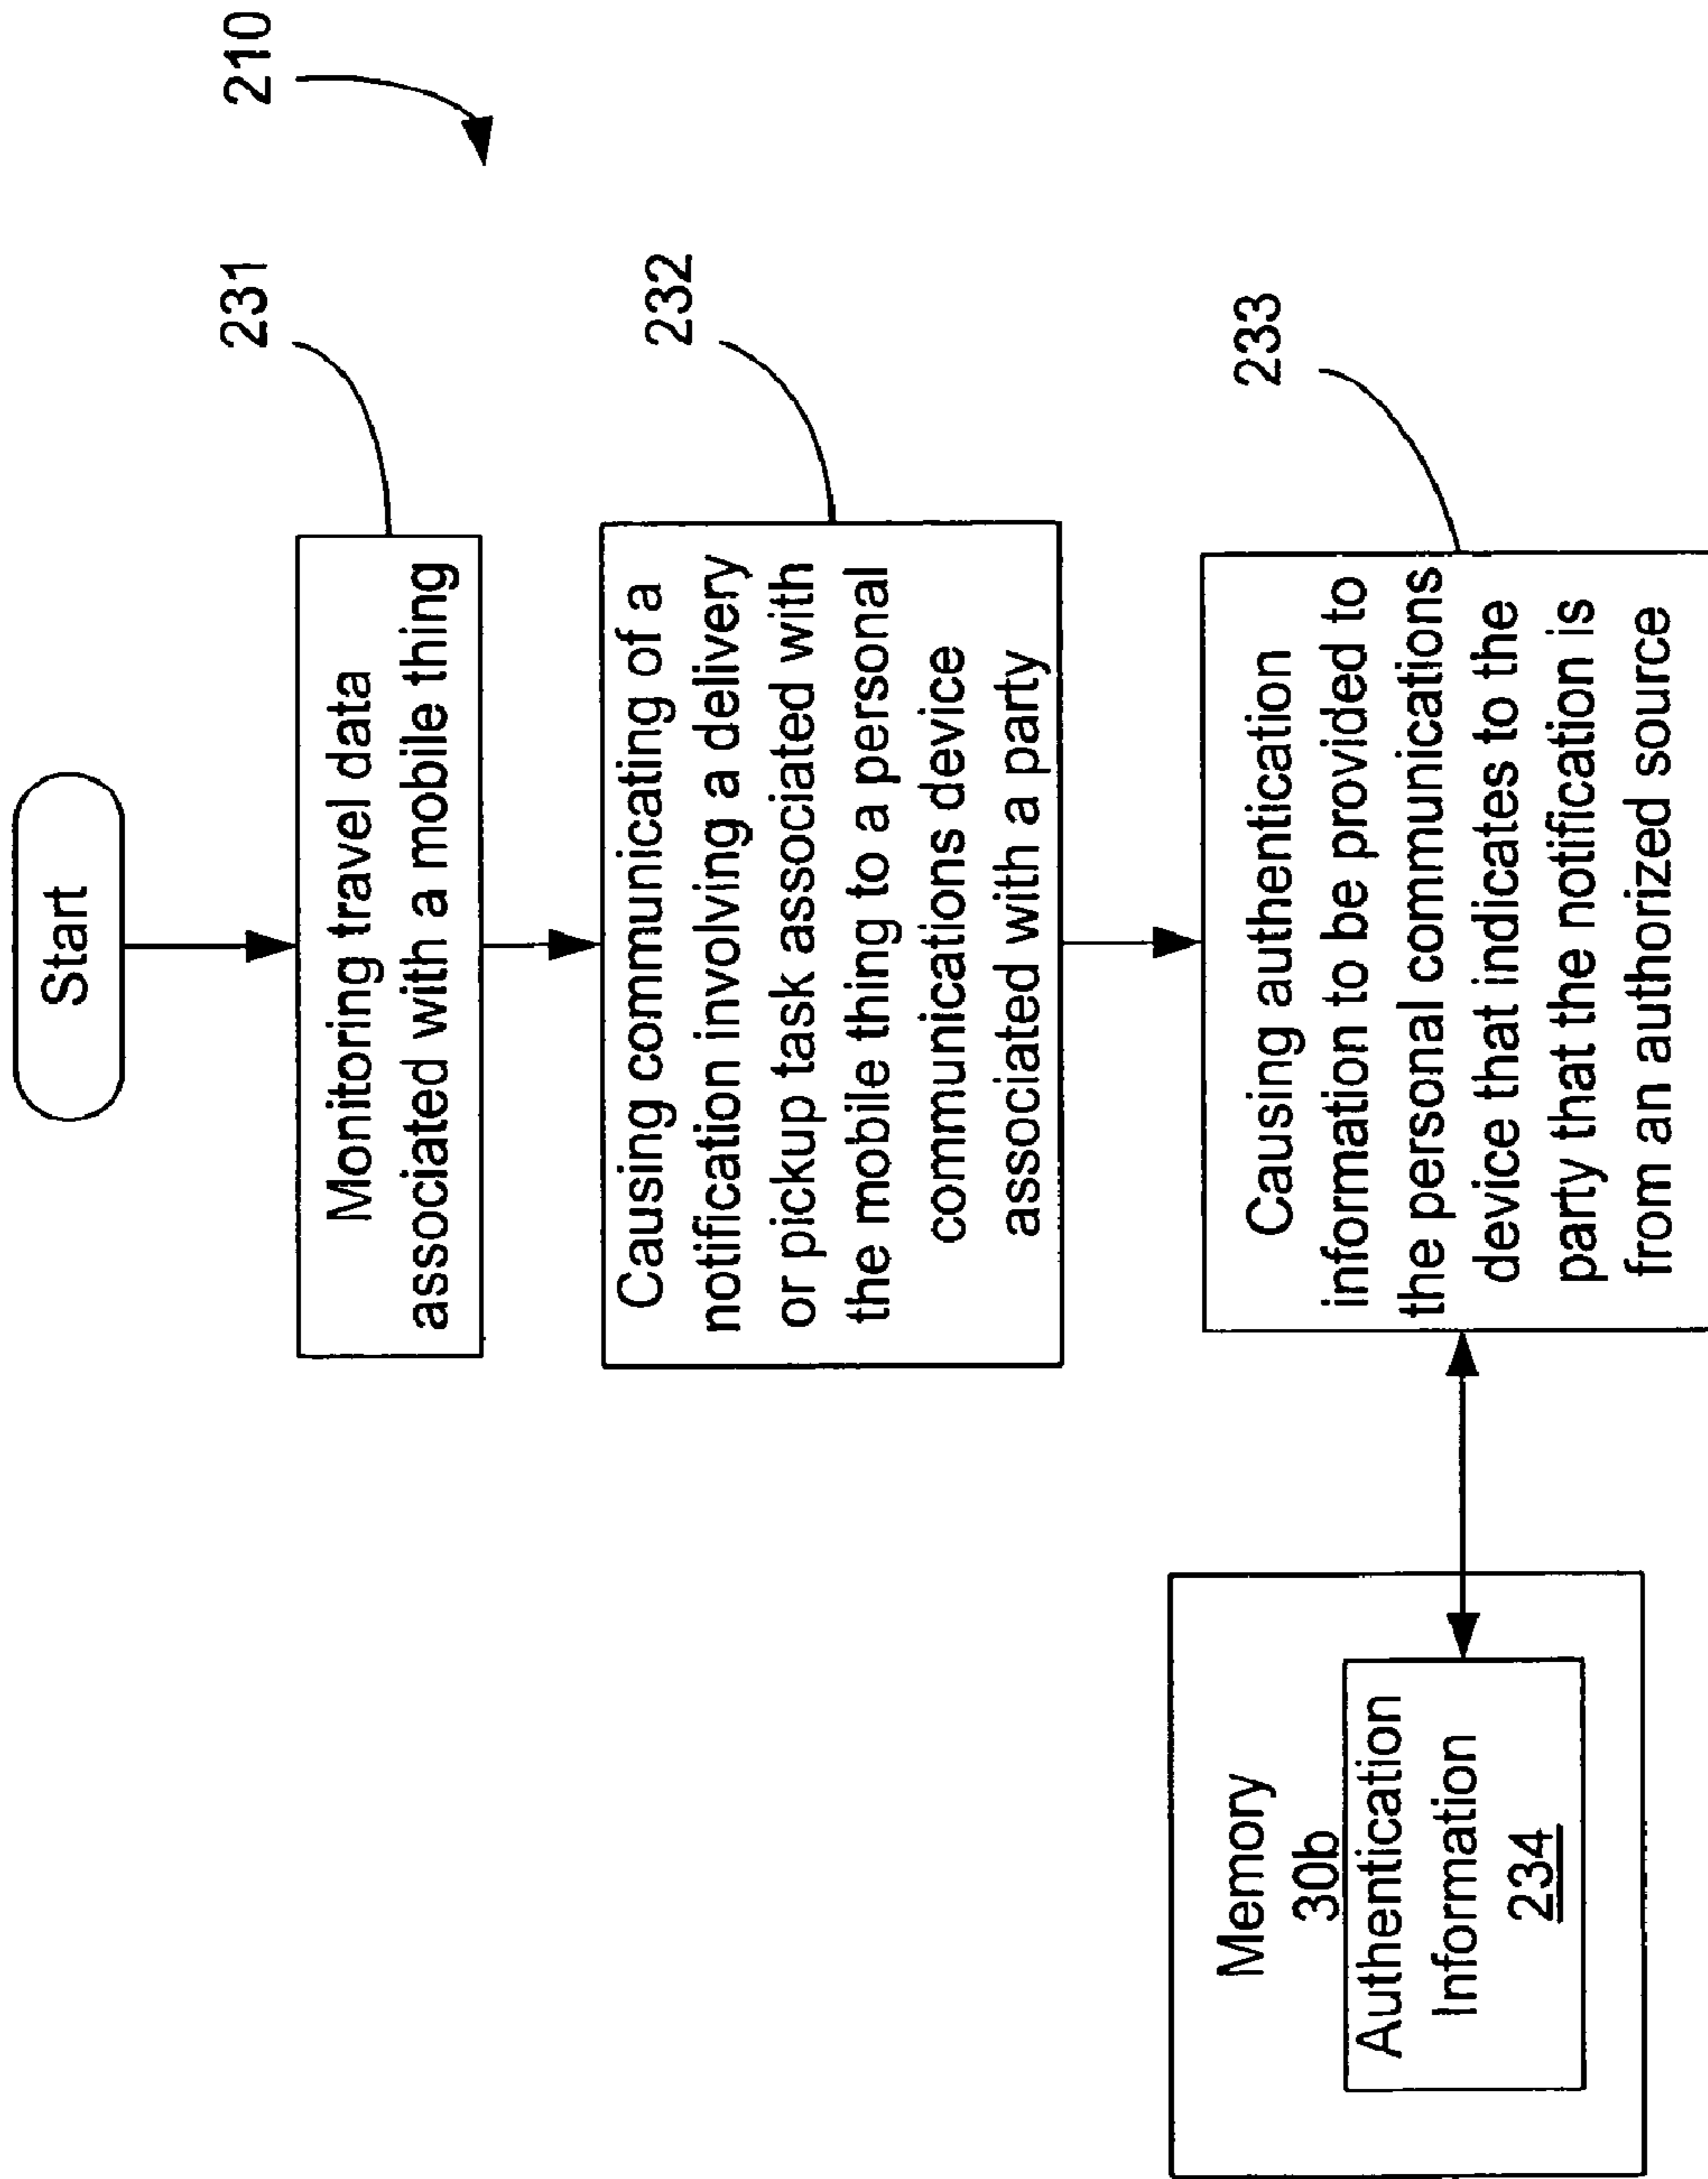 210
Start
231
Monitoring travel data
associated with a mobile thing
232
Causing communicating of a
notification involving a delivery
or pickup task associated with
the mobile thing to a personal
communications device
associated with a party
233
Causing authentication
information to be provided to
the personal communications
device that indicates to the
party that the notification is
from an authorized source
Memory
30b
Authentication
Information
234